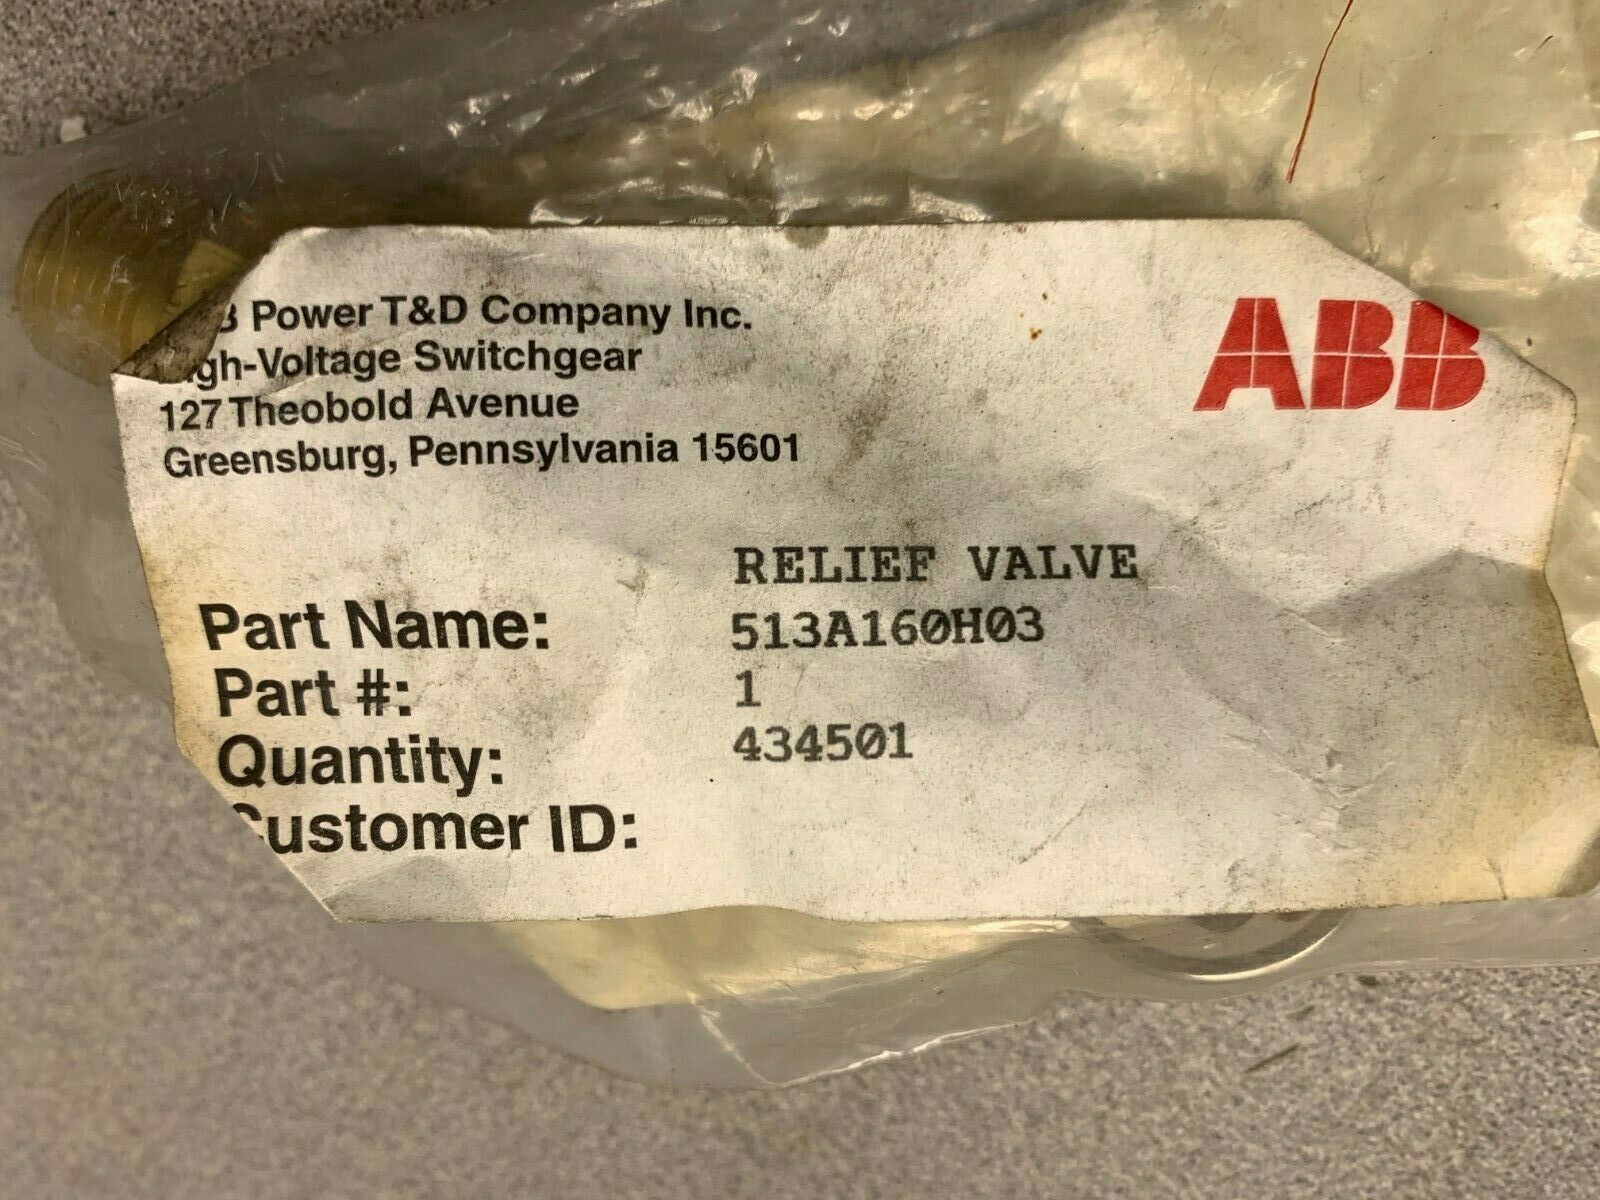 Power T&D Company Inc.
ABB
High-Voltage Switchgear
127 Theobold Avenue
Greensburg, Pennsylvania 15601
RELIEF VALVE
Part Name:
513A160H03
Part #:
1
Quantity:
434501
Customer ID: